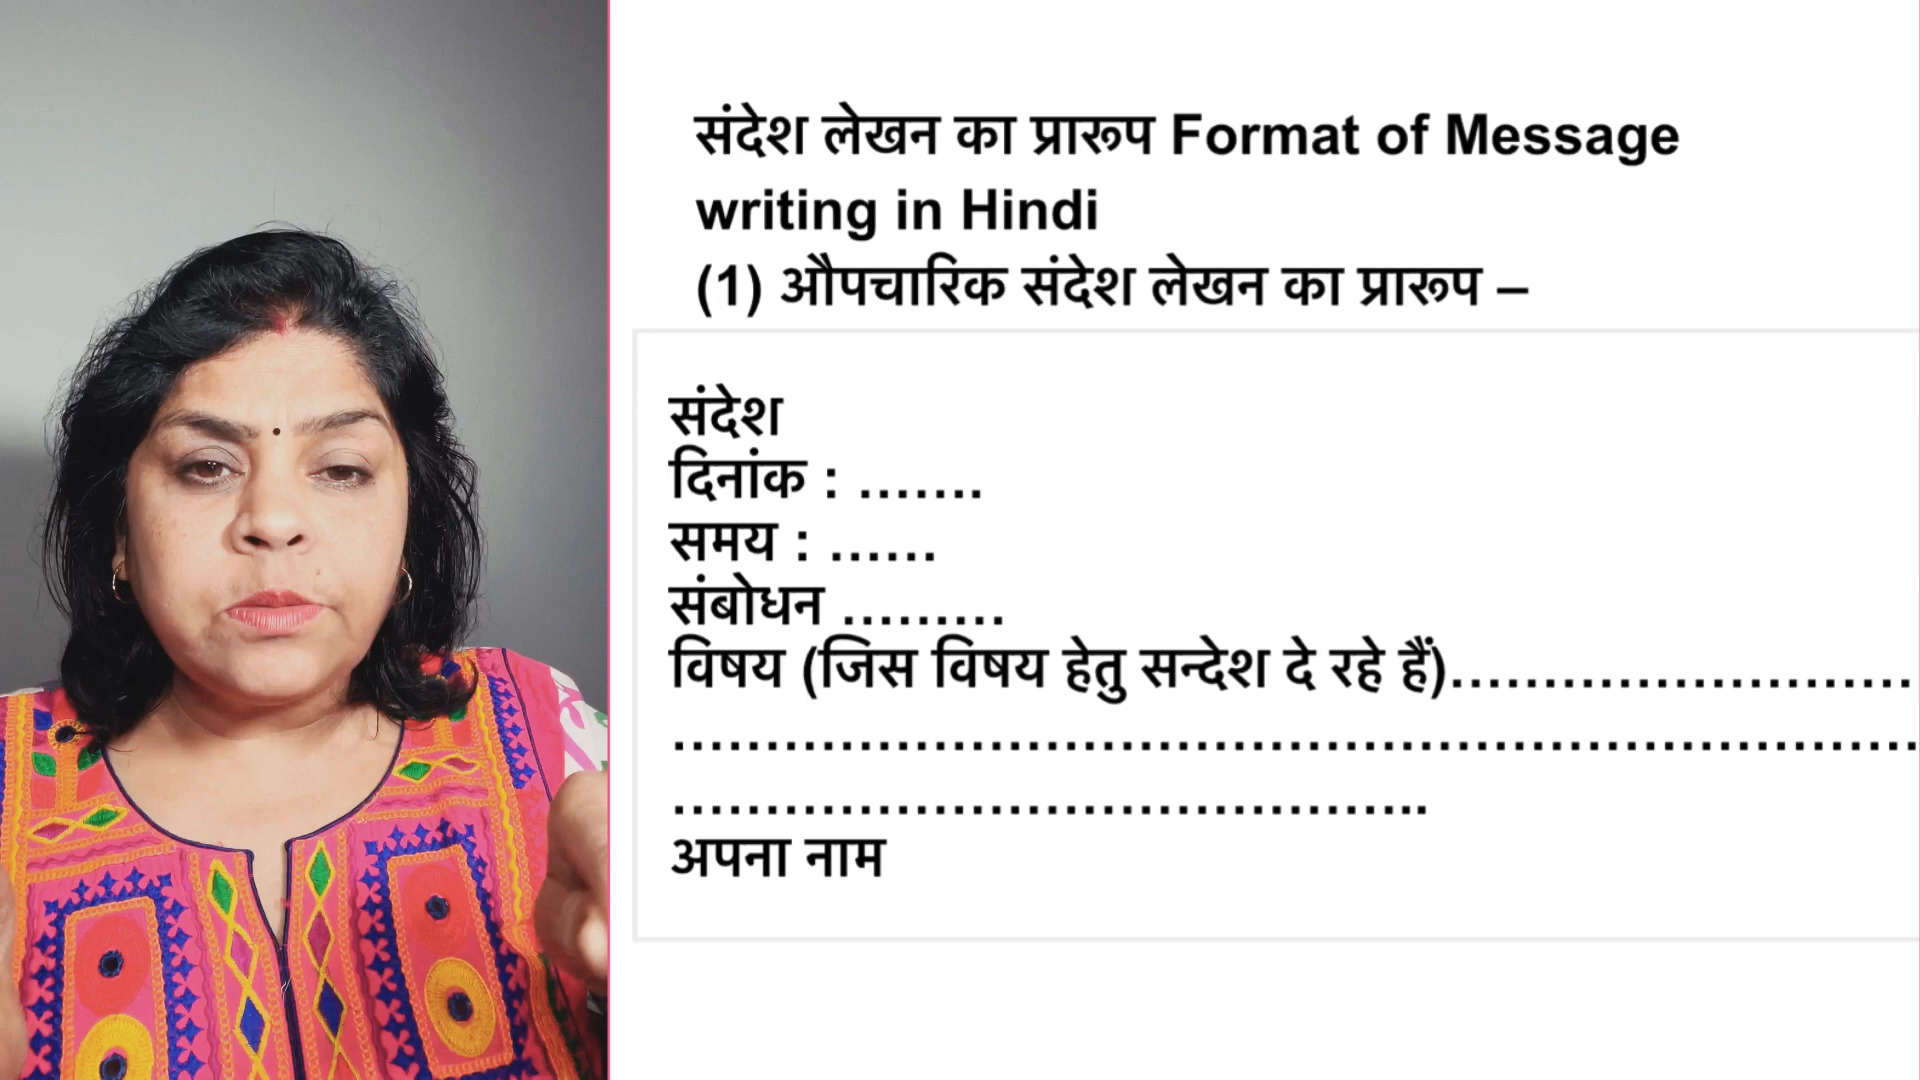 संदेश लेखन का प्रारूप Format of Message
writing in Hindi
(1) औपचारिक संदेश लेखन का प्रारूप –
संदेश
दिनांक : …….
समय : ……
संबोधन ………
विषय (जिस विषय हेतु सन्देश दे रहे हैं)………………………
……………………………………………………………………
………………………………………..
अपना नाम